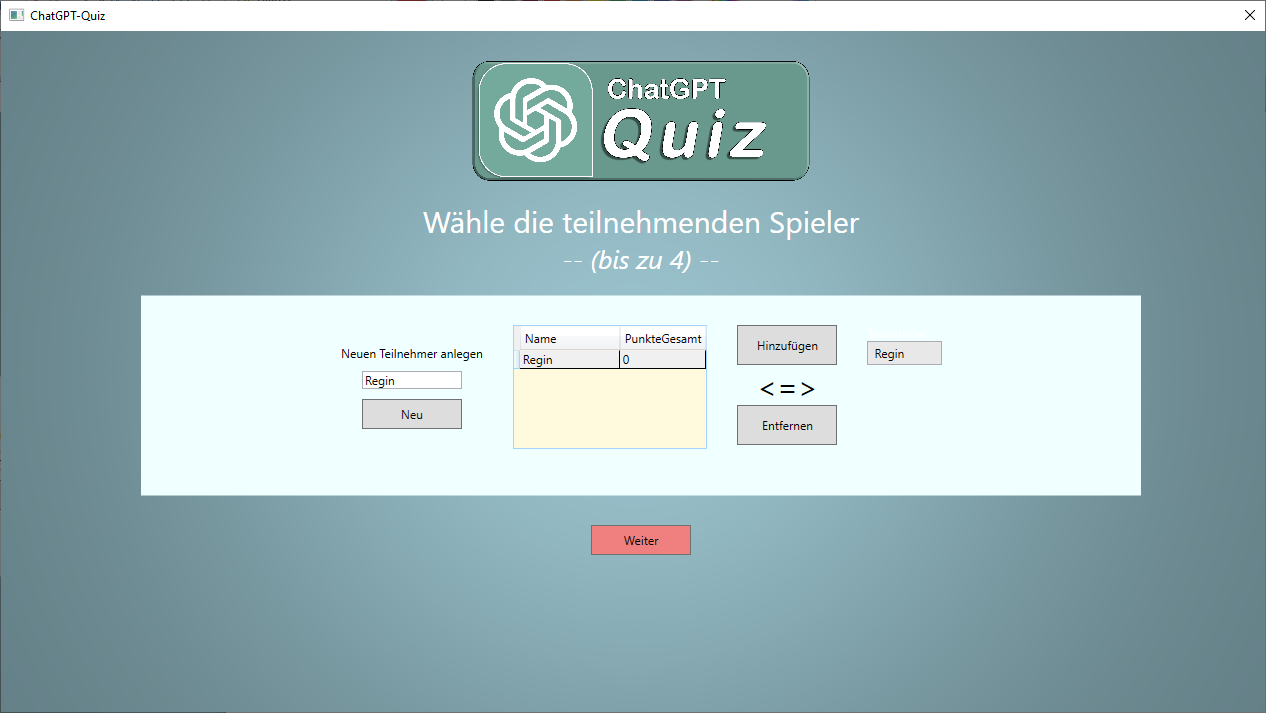 ChatGPT-Quiz
ChatGPT
Quiz
Wähle die teilnehmenden Spieler
-- (bis zu 4) --
Neuen Teilnehmer anlegen
Regin
Neu
Name PunkteGesamt
Regin 0
Hinzufügen
< = >
Entfernen
Regin
Weiter